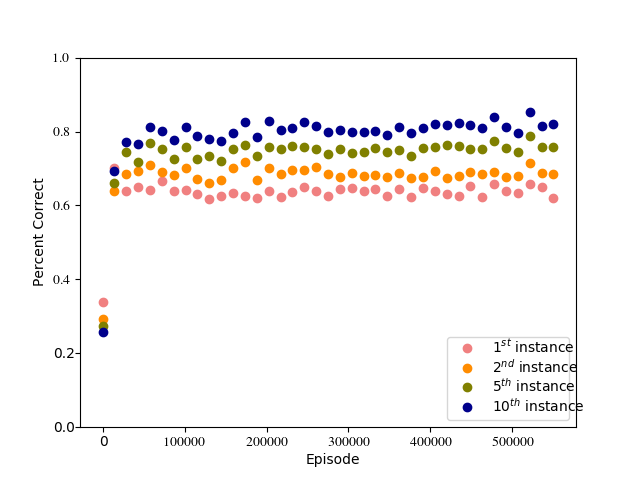 1.0
0.8
0.6
0.4
0.2
0.0
Percent Correct
0 100000 200000 300000 400000 500000
Episode
1st instance
2nd instance
5th instance
10th instance